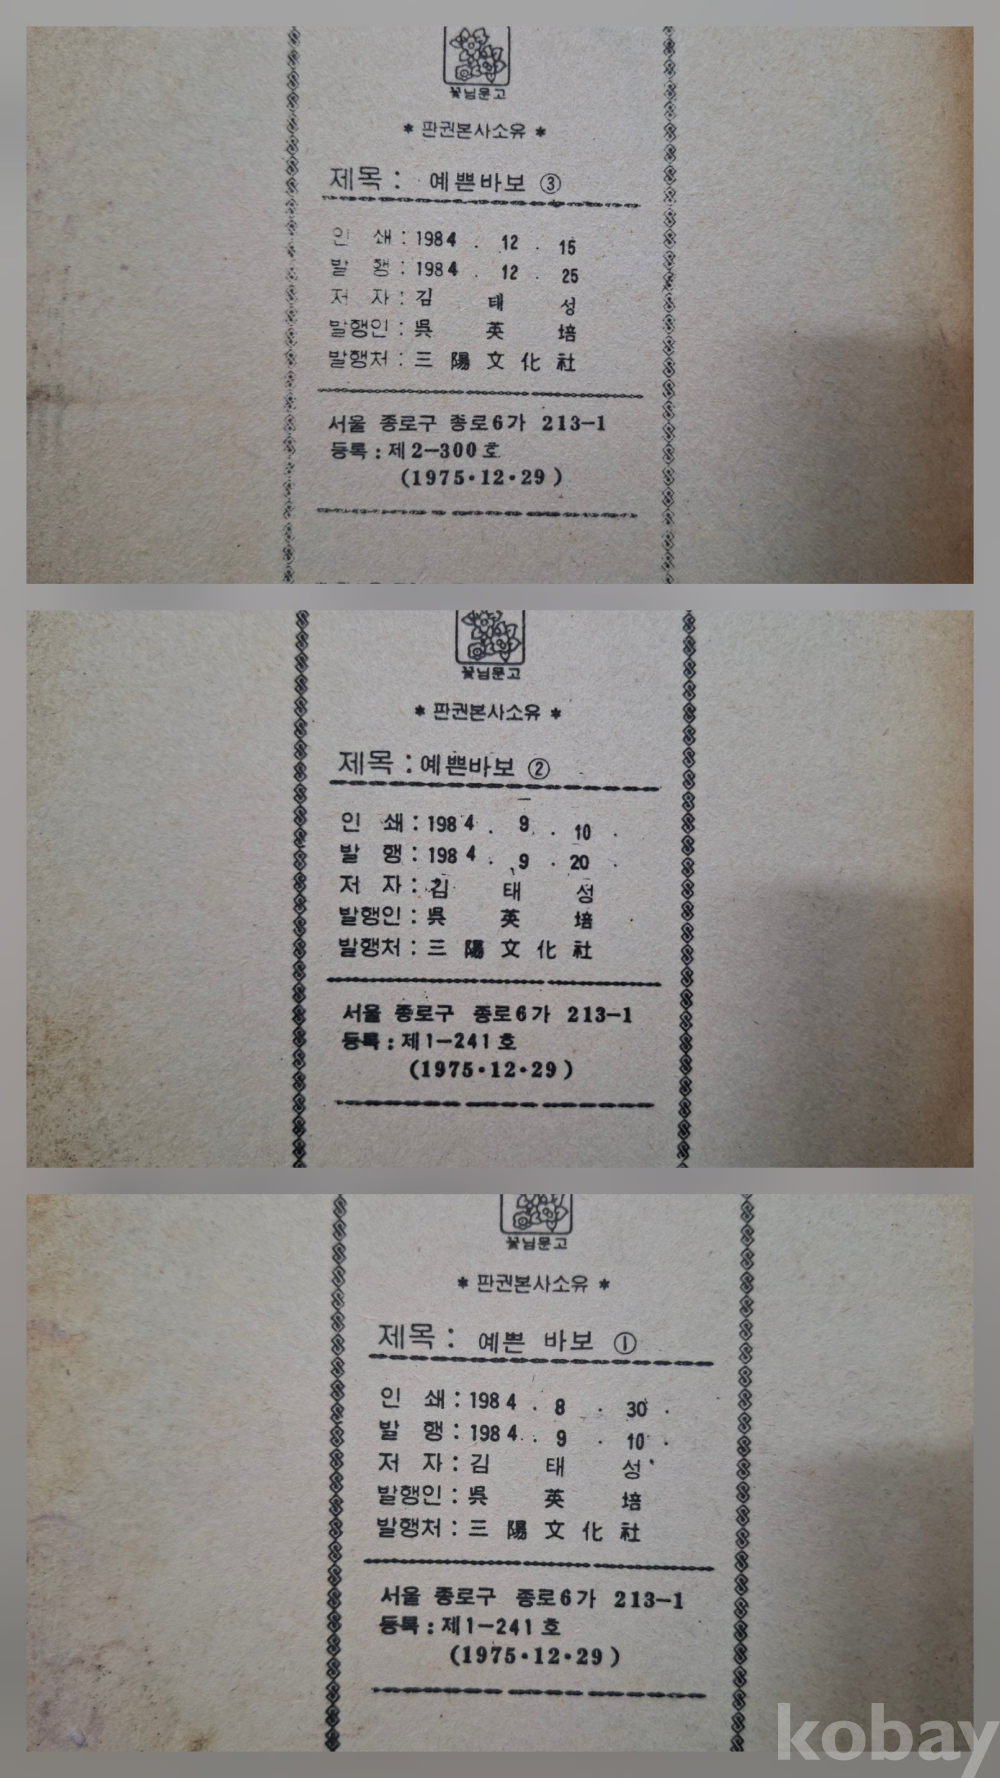 꽃님문고
* 판권본사소유 *
제목 : 예쁜바보 ③
인 쇄 : 1984 . 12 . 15
발 행 : 1984 . 12 . 25
저 자 : 김 태 성
발행인 : 吳 英 培
발행처 : 三 陽 文 化 社
서울 종로구 종로6가 213-1
등록 : 제2-300호
(1975·12·29)
꽃님문고
* 판권본사소유 *
제목 : 예쁜바보 ②
인 쇄 : 1984 . 9 . 10 .
발 행 : 1984 . 9 . 20 .
저 자 : 김 태 성
발행인 : 吳 英 培
발행처 : 三 陽 文 化 社
서울 종로구 종로6가 213-1
등록 : 제1-241호
(1975·12·29)
꽃님문고
* 판권본사소유 *
제목 : 예쁜 바보 ①
인 쇄 : 1984 . 8 . 30 .
발 행 : 1984 . 9 . 10 .
저 자 : 김 태 성
발행인 : 吳 英 培
발행처 : 三 陽 文 化 社
서울 종로구 종로6가 213-1
등록 : 제1-241호
(1975·12·29)
kobay